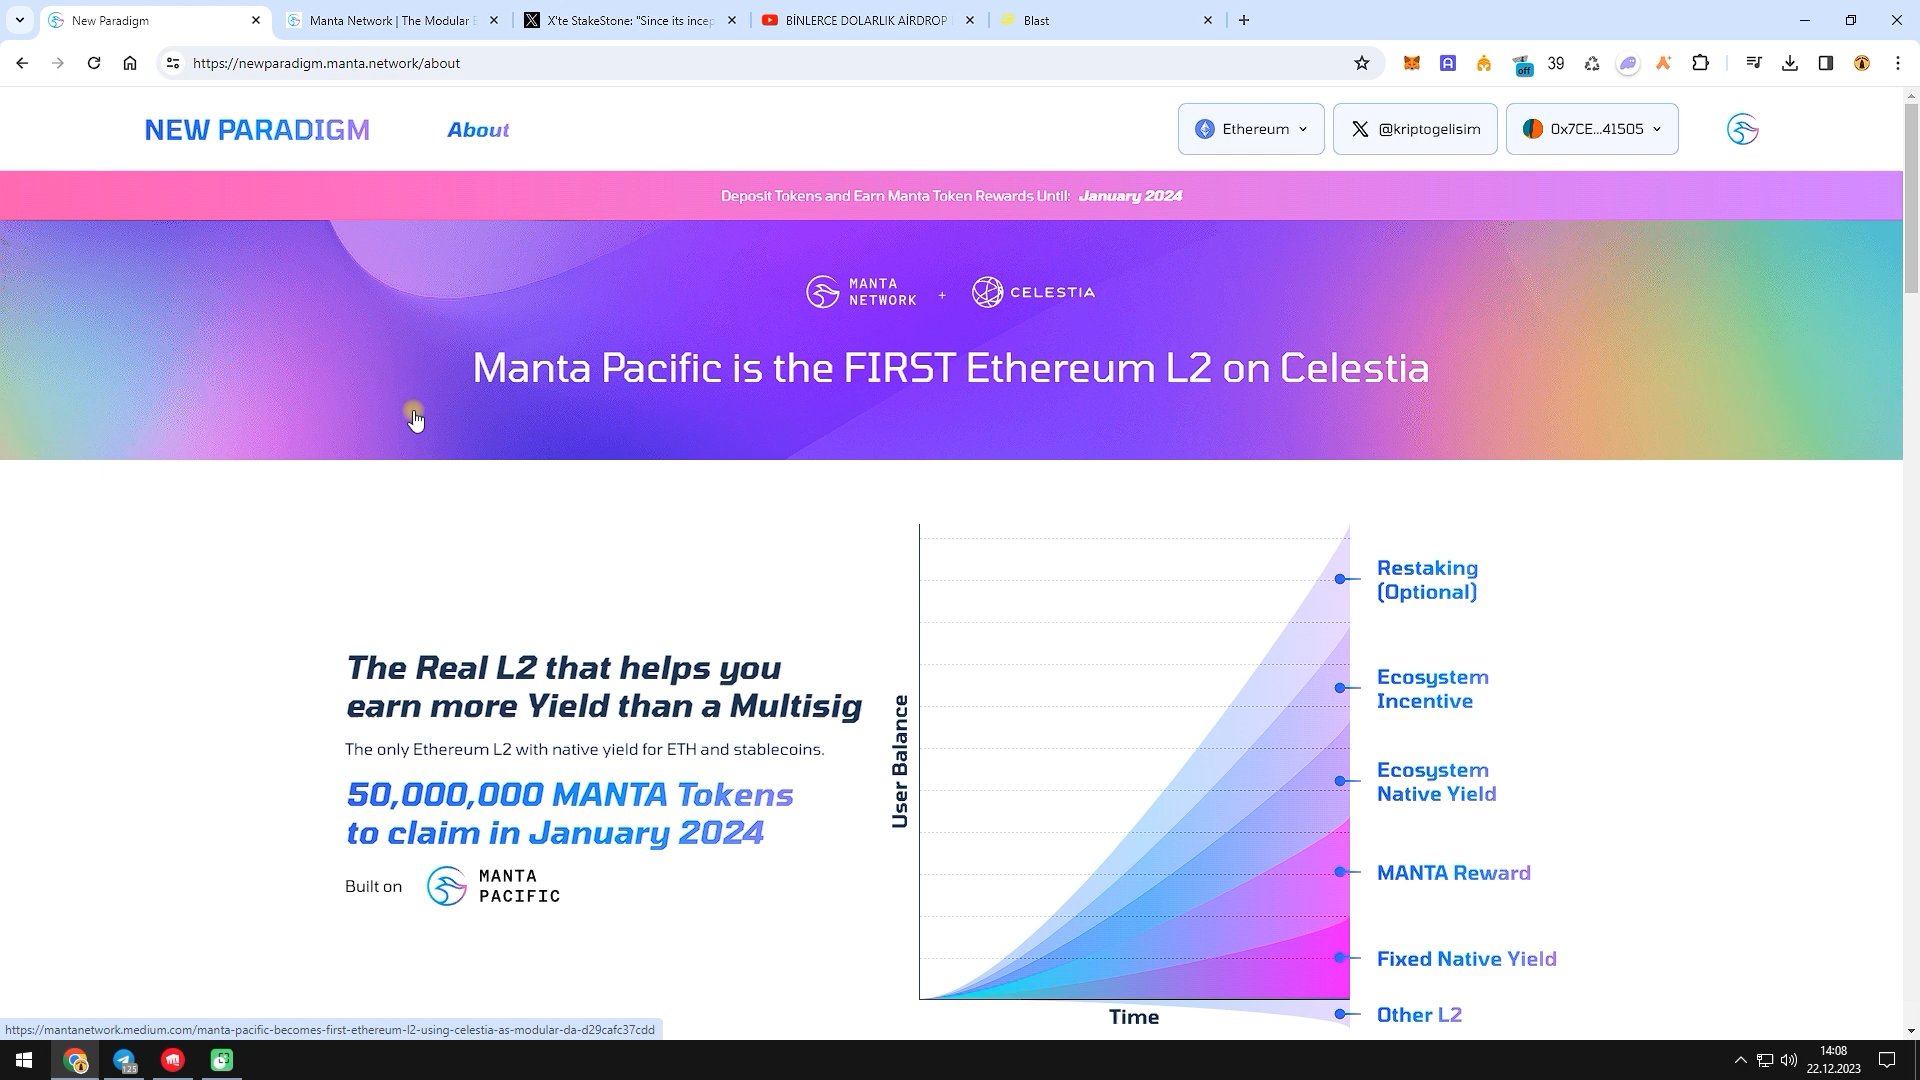 New Paradigm
Manta Network | The Modular E
X'te StakeStone: "Since its incep
BİNLERCE DOLARLIK AİRDROP
Blast
https://newparadigm.manta.network/about
off
39
NEW PARADIGM
About
Ethereum
@kriptogelisim
0x7CE...41505
Deposit Tokens and Earn Manta Token Rewards Until: January 2024
MANTA
NETWORK
+
CELESTIA
Manta Pacific is the FIRST Ethereum L2 on Celestia
The Real L2 that helps you
earn more Yield than a Multisig
The only Ethereum L2 with native yield for ETH and stablecoins.
50,000,000 MANTA Tokens
to claim in January 2024
Built on
MANTA
PACIFIC
User Balance
Time
Restaking
(Optional)
Ecosystem
Incentive
Ecosystem
Native Yield
MANTA Reward
Fixed Native Yield
Other L2
https://mantanetwork.medium.com/manta-pacific-becomes-first-ethereum-l2-using-celestia-as-modular-da-d29cafc37cdd
125
14:08
22.12.2023